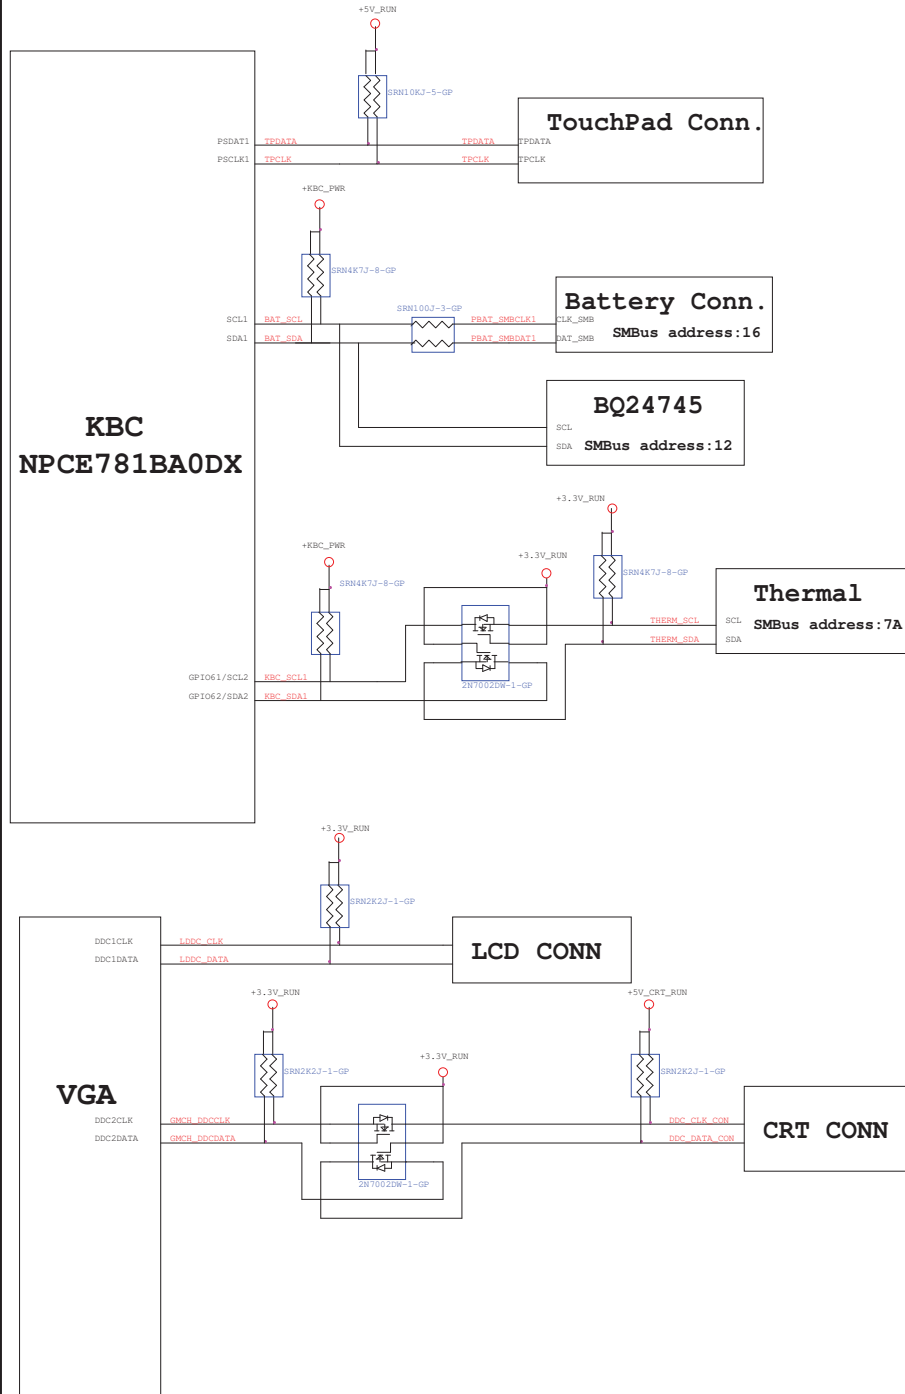 +5V_RUN
SRN10KJ-5-GP
TouchPad Conn.
PSDAT1 TPDATA TPDATA TPDATA
PSCLK1 TPCLK TPCLK TPCLK
+KBC_PWR
SRN4K7J-8-GP
SRN100J-3-GP
Battery Conn.
SCL1 BAT_SCL PBAT_SMBCLK1 CLK_SMB
SMBus address:16
SDA1 BAT_SDA PBAT_SMBDAT1 DAT_SMB
BQ24745
SCL
SDA SMBus address:12
KBC
NPCE781BA0DX
+3.3V_RUN
+KBC_PWR
+3.3V_RUN
SRN4K7J-8-GP
SRN4K7J-8-GP
Thermal
THERM_SCL SCL SMBus address:7A
THERM_SDA SDA
GPIO61/SCL2 KBC_SCL1
2N7002DW-1-GP
GPIO62/SDA2 KBC_SDA1
+3.3V_RUN
SRN2K2J-1-GP
DDC1CLK LDDC_CLK
LCD CONN
DDC1DATA LDDC_DATA
+3.3V_RUN
+5V_CRT_RUN
+3.3V_RUN
SRN2K2J-1-GP
SRN2K2J-1-GP
VGA
DDC2CLK GMCH_DDCCLK DDC_CLK_CON
CRT CONN
DDC2DATA GMCH_DDCDATA DDC_DATA_CON
2N7002DW-1-GP